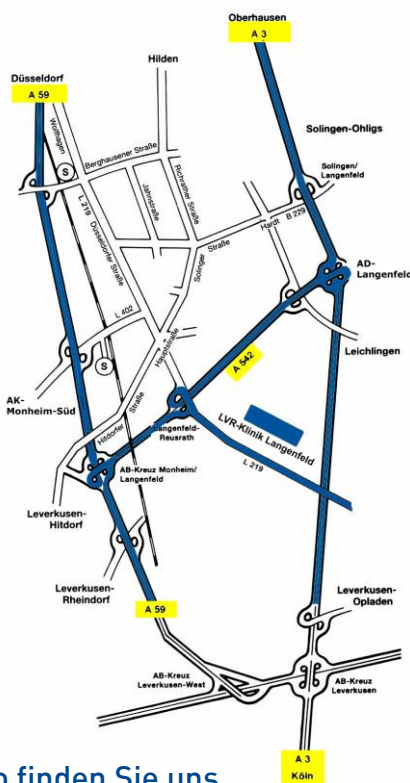 Oberhausen
A 3
Düsseldorf
A 59
Hilden
Wolfhagen
Berghausener Straße
Solingen-Ohligs
Solingen/
Langenfeld
S
L 219
Düsseldorfer Straße
Jahnstraße
Richrather Straße
Solinger Straße
Hardt
B 229
AD-
Langenfeld
L 402
Hauptstraße
S
A 542
Leichlingen
AK-
Monheim-Süd
Hitdorfer Straße
Langenfeld-
Reusrath
LVR-Klinik Langenfeld
L 219
AB-Kreuz Monheim/
Langenfeld
Leverkusen-
Hitdorf
Leverkusen-
Rheindorf
A 59
Leverkusen-
Opladen
AB-Kreuz
Leverkusen-West
AB-Kreuz
Leverkusen
A 3
Köln
finden Sie uns